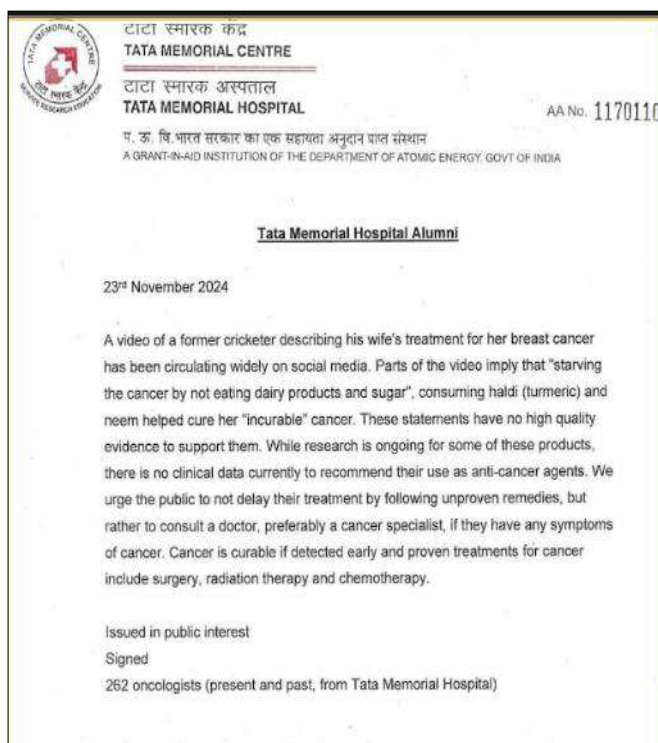 टाटा स्मारक केंद्र
TATA MEMORIAL CENTRE
टाटा स्मारक अस्पताल
TATA MEMORIAL HOSPITAL
AA No. 1170110
प. ऊ. वि. भारत सरकार का एक सहायता अनुदान प्राप्त संस्थान
A GRANT-IN-AID INSTITUTION OF THE DEPARTMENT OF ATOMIC ENERGY, GOVT OF INDIA
TATA MEMORIAL CENTRE
टाटा स्मारक केंद्र
SERVICE RESEARCH EDUCATION
Tata Memorial Hospital Alumni
23rd November 2024
A video of a former cricketer describing his wife's treatment for her breast cancer
has been circulating widely on social media. Parts of the video imply that "starving
the cancer by not eating dairy products and sugar", consuming haldi (turmeric) and
neem helped cure her "incurable" cancer. These statements have no high quality
evidence to support them. While research is ongoing for some of these products,
there is no clinical data currently to recommend their use as anti-cancer agents. We
urge the public to not delay their treatment by following unproven remedies, but
rather to consult a doctor, preferably a cancer specialist, if they have any symptoms
of cancer. Cancer is curable if detected early and proven treatments for cancer
include surgery, radiation therapy and chemotherapy.
Issued in public interest
Signed
262 oncologists (present and past, from Tata Memorial Hospital)